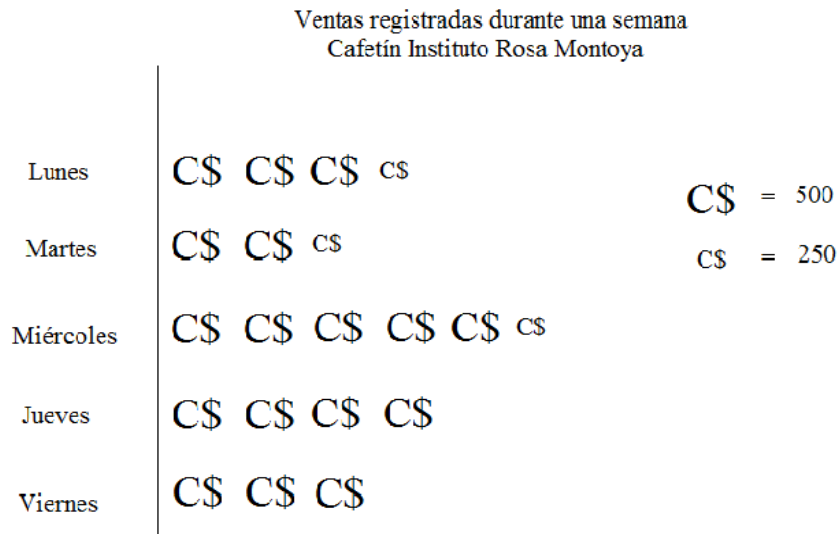 Ventas registradas durante una semana
Cafetín Instituto Rosa Montoya
Lunes C$ C$ C$ C$
C$ = 500
Martes C$ C$ C$
C$ = 250
Miércoles C$ C$ C$ C$ C$ C$
Jueves C$ C$ C$ C$
Viernes C$ C$ C$